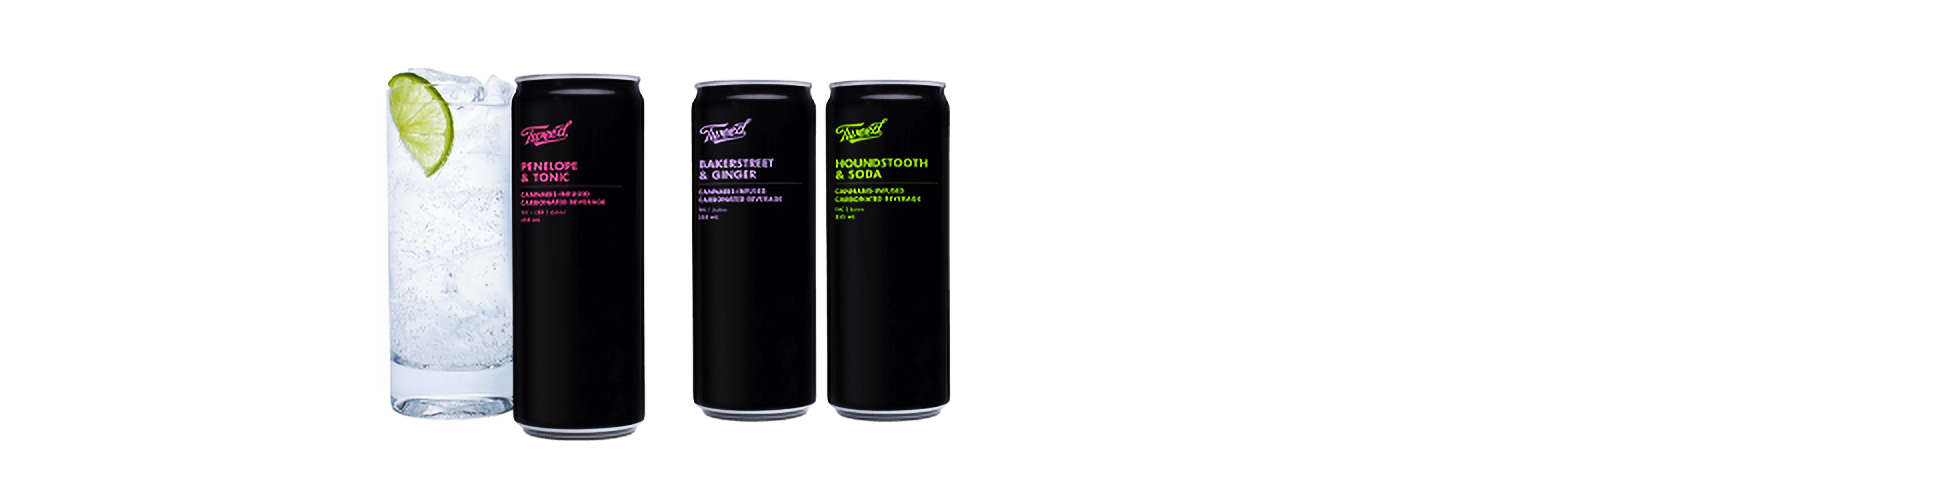 Tweed
PENELOPE
& TONIC
CANNABIS-INFUSED
CARBONATED BEVERAGE
Tweed
BAKERSTREET
& GINGER
CANNABIS-INFUSED
CARBONATED BEVERAGE
Tweed
HOUNDSTOOTH
& SODA
CANNABIS-INFUSED
CARBONATED BEVERAGE